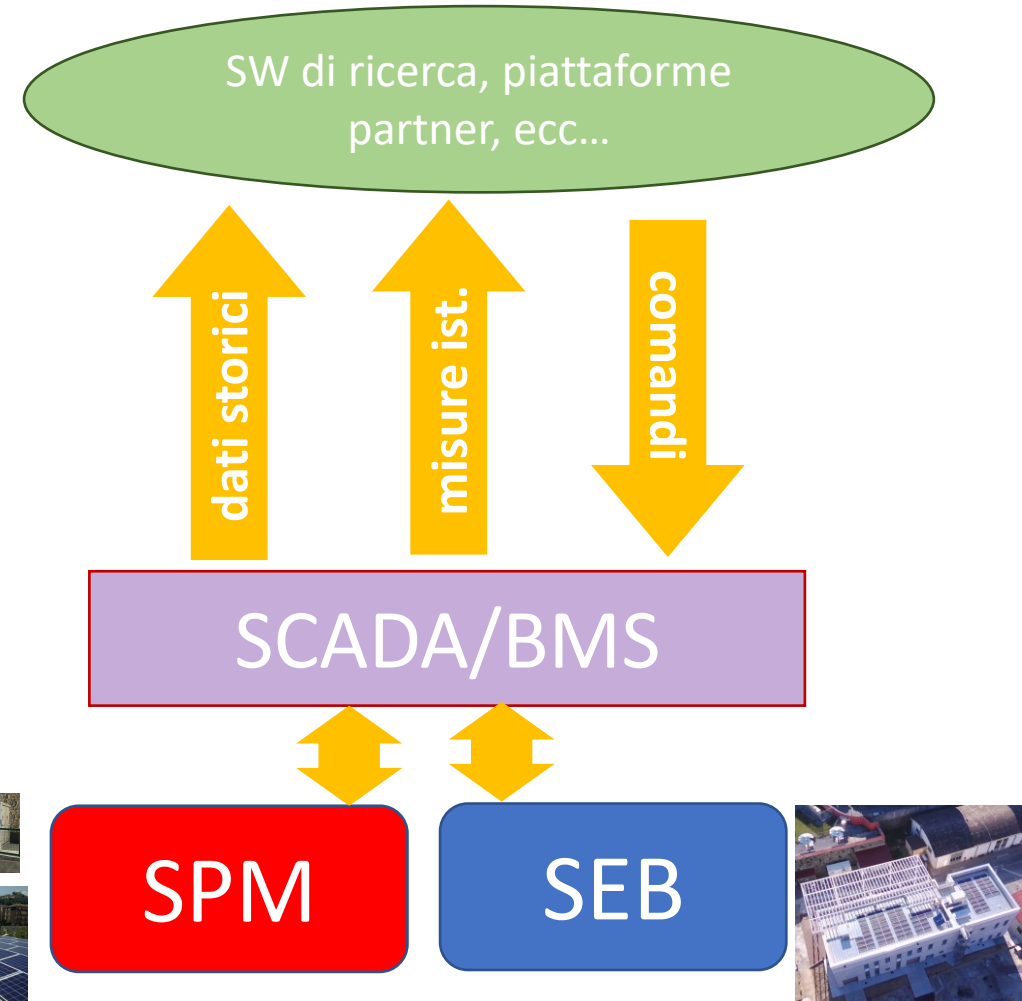 SW di ricerca, piattaforme
partner, ecc...
dati storici
misure ist.
comandi
SCADA/BMS
SPM
SEB